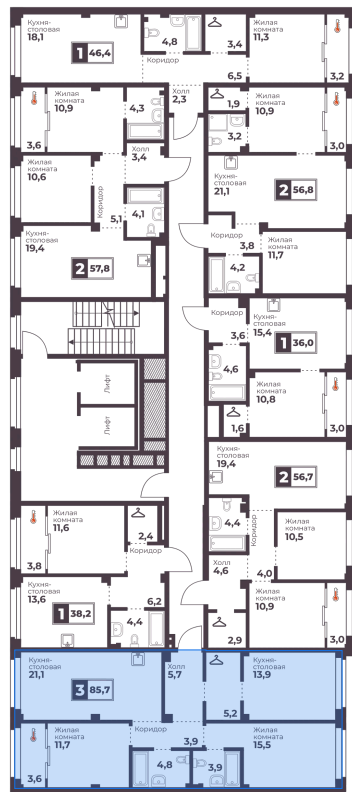 Кухня-
столовая
18,1
1 46,4
4,8
3,4
Жилая
комната
11,3
Коридор
6,5
3,2
Холл
2,3
Жилая
комната
10,9
4,3
3,6
1,9
Жилая
комната
10,9
3,2
3,0
Жилая
комната
10,6
Холл
3,4
Коридор
5,1
4,1
Кухня-
столовая
21,1
2 56,8
Кухня-
столовая
19,4
2 57,8
Коридор
3,8
Жилая
комната
11,7
4,2
Коридор
3,6
Кухня-
столовая
15,4
1 36,0
4,6
Жилая
комната
10,8
1,6
3,0
Лифт
Лифт
Кухня-
столовая
19,4
2 56,7
4,4
Коридор
4,0
Жилая
комната
10,5
Жилая
комната
11,6
3,8
2,4
Коридор
6,2
Холл
4,6
Жилая
комната
10,9
3,0
2,9
Кухня-
столовая
13,6
1 38,2
4,4
Кухня-
столовая
21,1
3 85,7
Холл
5,7
5,2
Жилая
комната
13,9
Жилая
комната
11,7
3,6
Коридор
3,9
4,8
3,9
Жилая
комната
15,5